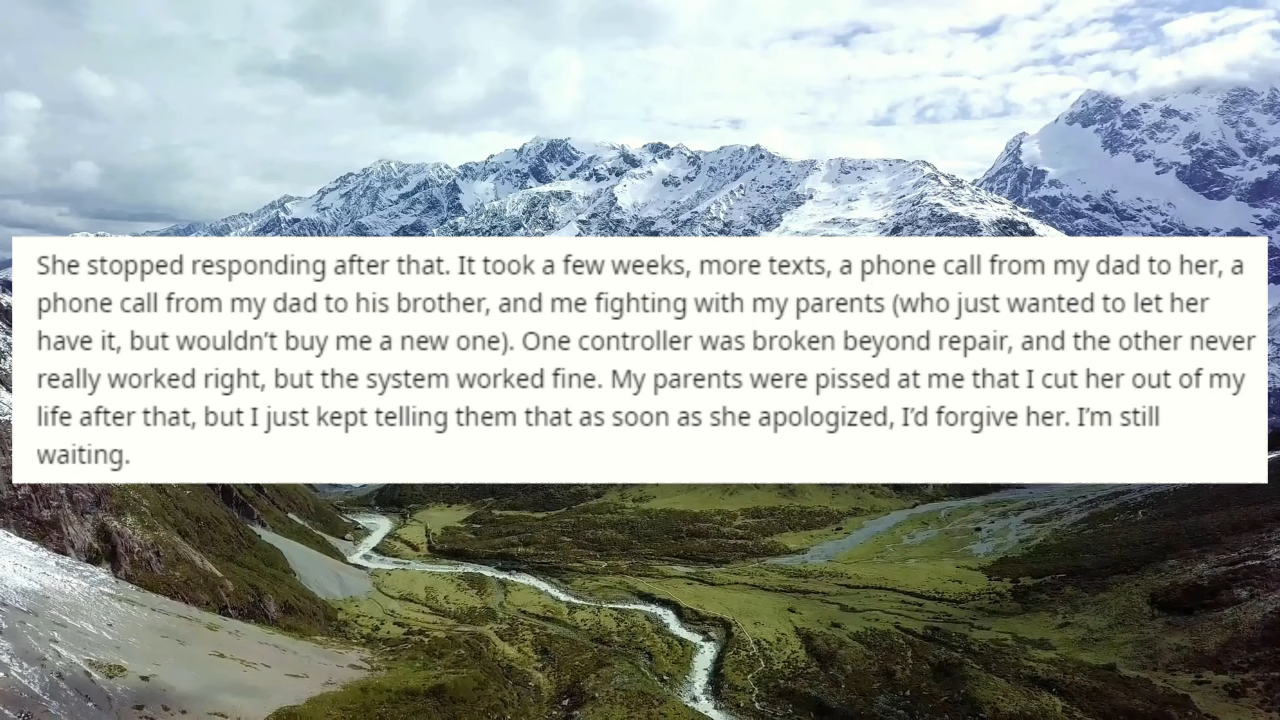 She stopped responding after that. It took a few weeks, more texts, a phone call from my dad to her, a
phone call from my dad to his brother, and me fighting with my parents (who just wanted to let her
have it, but wouldn’t buy me a new one). One controller was broken beyond repair, and the other never
really worked right, but the system worked fine. My parents were pissed at me that I cut her out of my
life after that, but I just kept telling them that as soon as she apologized, I’d forgive her. I’m still
waiting.